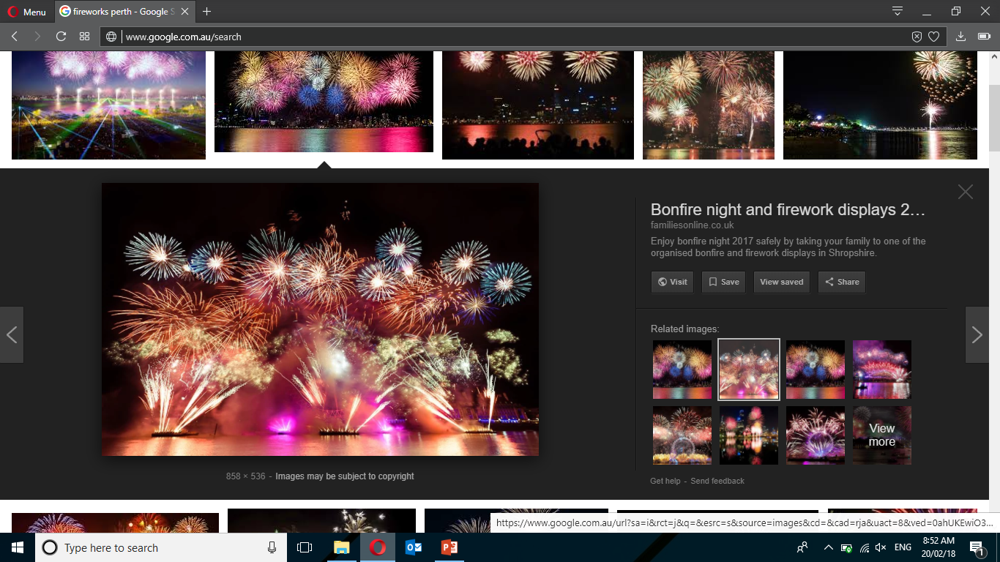 Menu
fireworks perth - Google S
www.google.com.au/search
Bonfire night and firework displays 2…
familiesonline.co.uk
Enjoy bonfire night 2017 safely by taking your family to one of the
organised bonfire and firework displays in Shropshire.
Visit
Save
View saved
Share
Related images:
View
more
858 × 536 - Images may be subject to copyright
Get help - Send feedback
https://www.google.com.au/url?sa=i&rct=j&q=&esrc=s&source=images&cd=&cad=rja&uact=8&ved=0ahUKEwiO3...
Type here to search
ENG
8:52 AM
20/02/18
1